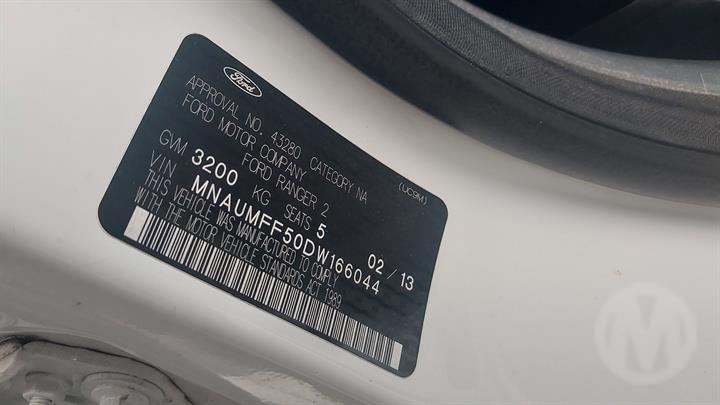 Ford
APPROVAL NO. 43280 CATEGORY NA (UC9M)
FORD MOTOR COMPANY
FORD RANGER 2
GVM 3200 KG SEATS 5 02 / 13
VIN MNAUMFF50DW166044
THIS VEHICLE WAS MANUFACTURED TO COMPLY
WITH THE MOTOR VEHICLE STANDARDS ACT 1989
M